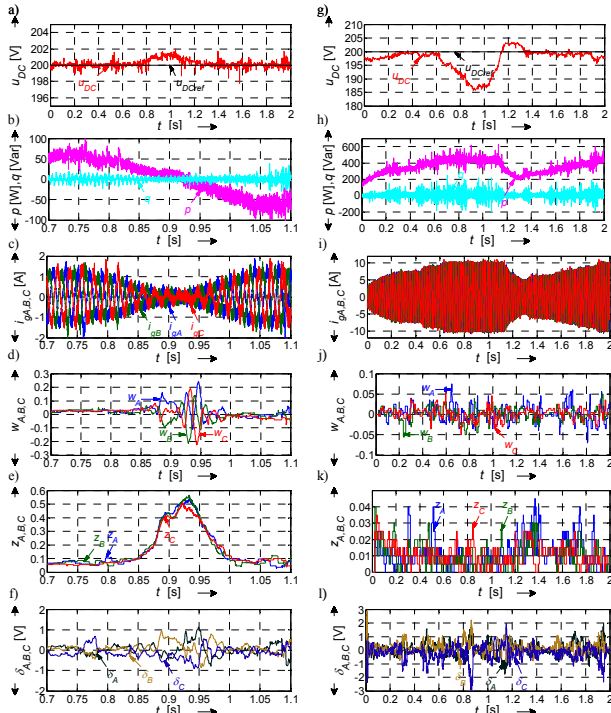 a)
u_DC [V]
204
202
200
198
196
u_DC
u_DCref
0 0.2 0.4 0.6 0.8 1 1.2 1.4 1.6 1.8 2
t [s]
b)
p [W], q [Var]
100
50
0
-50
-100
q
p
0.7 0.75 0.8 0.85 0.90 0.95 1.0 1.05 1.1
t [s]
c)
i_gA,B,C [A]
2
1
0
-1
-2
i_gB i_gA i_gC
0.7 0.75 0.8 0.85 0.90 0.95 1.0 1.05 1.1
t [s]
d)
w_A,B,C
0.3
0.2
0.1
0
-0.1
-0.2
-0.3
w_A
w_B w_C
0.7 0.75 0.8 0.85 0.9 0.95 1.0 1.05 1.1
t [s]
e)
z_A,B,C
0.6
0.5
0.4
0.3
0.2
0.1
0
z_B z_A z_C
0.7 0.75 0.8 0.85 0.9 0.95 1.0 1.05 1.1
t [s]
f)
δ_A,B,C [V]
2
1
0
-1
-2
δ_A δ_B δ_C
0.7 0.75 0.8 0.85 0.9 0.95 1.0 1.05 1.1
t [s]
g)
u_DC [V]
210
205
200
195
190
185
180
u_DC
u_DCref
0 0.2 0.4 0.6 0.8 1 1.2 1.4 1.6 1.8 2
t [s]
h)
p [W], q [Var]
600
400
200
0
-200
p
0 0.2 0.4 0.6 0.8 1.0 1.2 1.4 1.6 1.8 2
t [s]
i)
i_gA,B,C [A]
10
5
0
-5
-10
0 0.2 0.4 0.6 0.8 1.0 1.2 1.4 1.6 1.8 2
t [s]
j)
w_A,B,C
0.1
0.05
0
-0.05
-0.1
w_A
w_B
w_C
0 0.2 0.4 0.6 0.8 1.0 1.2 1.4 1.6 1.8 2
t [s]
k)
z_A,B,C
0.04
0.03
0.02
0.01
0
z_A z_C z_B
0 0.2 0.4 0.6 0.8 1.0 1.2 1.4 1.6 1.8 2
t [s]
l)
δ_A,B,C [V]
3
2
1
0
-1
-2
-3
δ_B δ_A δ_C
0 0.2 0.4 0.6 0.8 1.0 1.2 1.4 1.6 1.8 2
t [s]